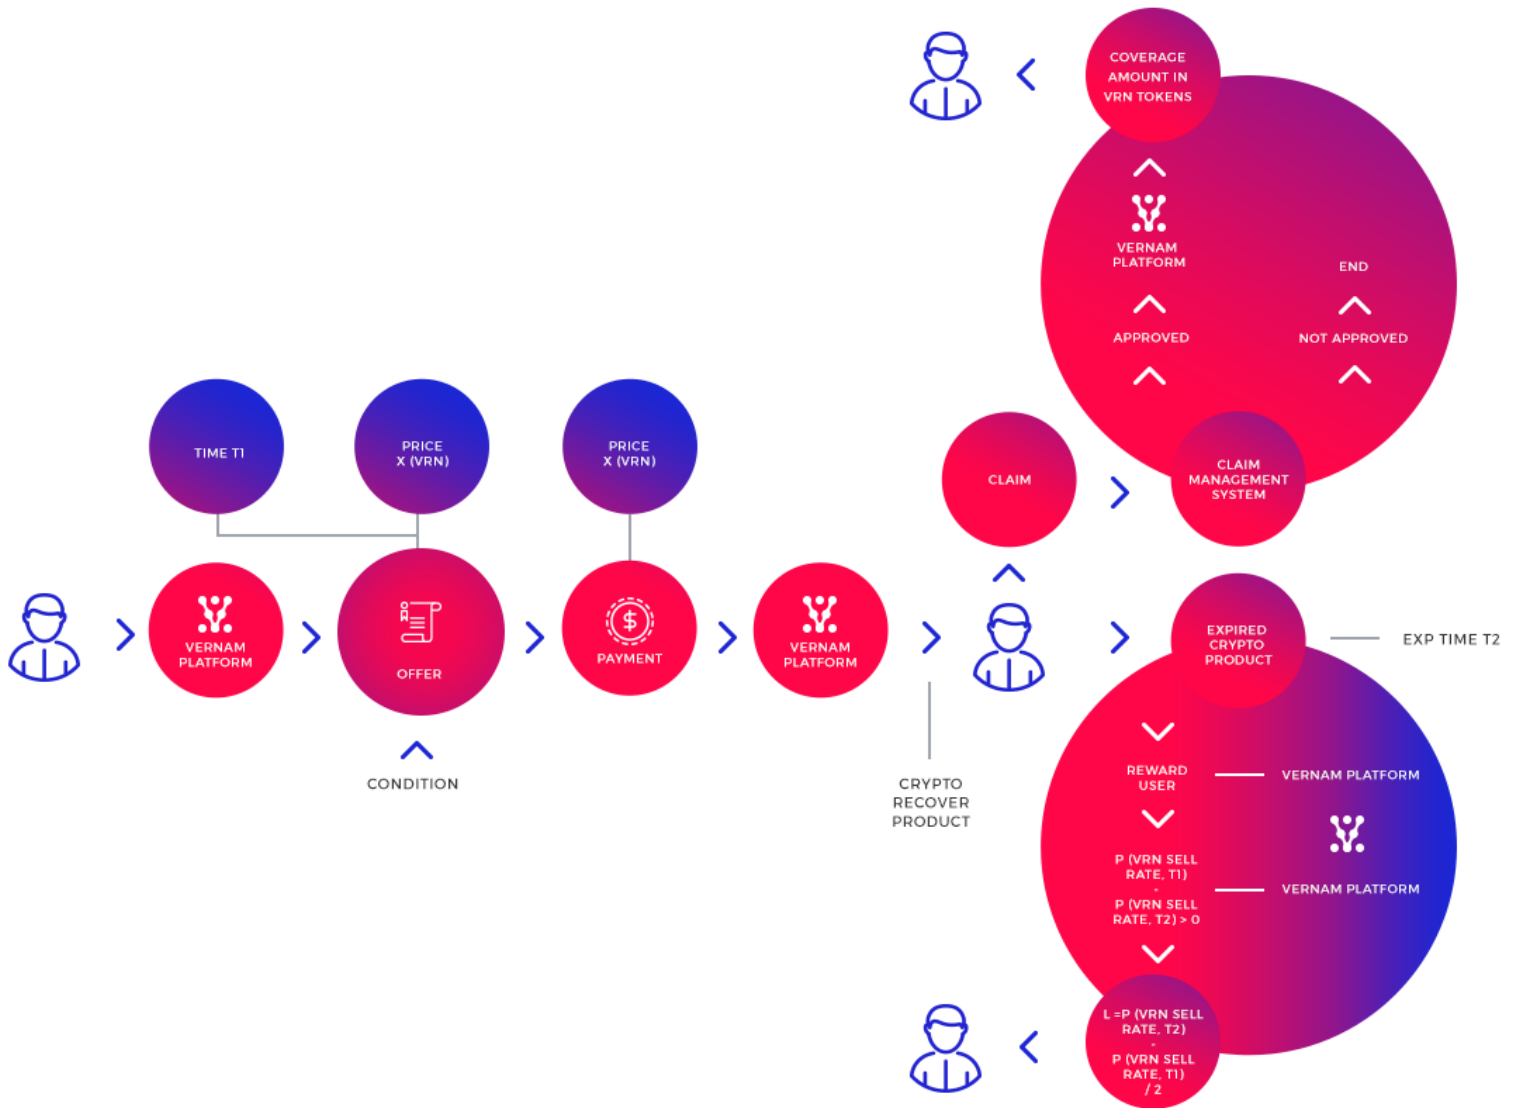 COVERAGE
AMOUNT IN
VRN TOKENS
VERNAM
PLATFORM
END
APPROVED
NOT APPROVED
TIME T1
PRICE
X (VRN)
PRICE
X (VRN)
CLAIM
CLAIM
MANAGEMENT
SYSTEM
VERNAM
PLATFORM
OFFER
PAYMENT
VERNAM
PLATFORM
EXPIRED
CRYPTO
PRODUCT
EXP TIME T2
CONDITION
CRYPTO
RECOVER
PRODUCT
REWARD
USER
VERNAM PLATFORM
P (VRN SELL
RATE, T1)
-
P (VRN SELL
RATE, T2) > 0
VERNAM PLATFORM
L =P (VRN SELL
RATE, T2)
-
P (VRN SELL
RATE, T1)
/ 2